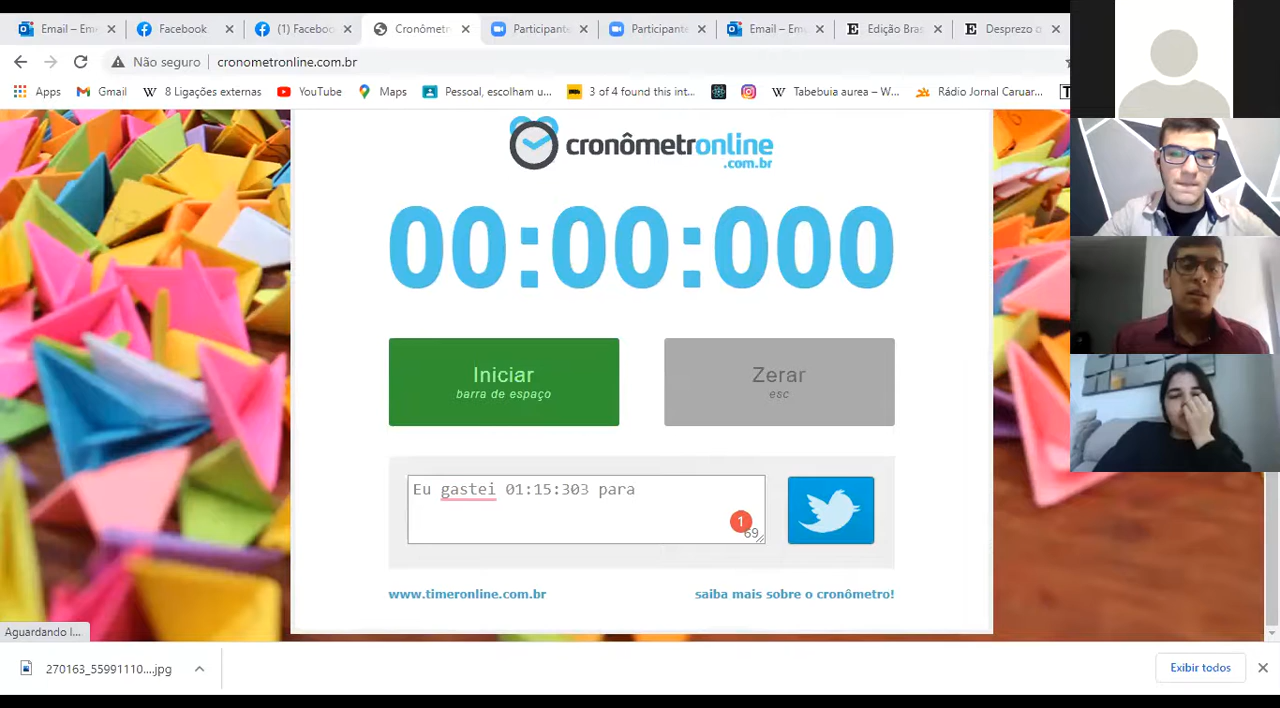 Email – Em
Facebook
(1) Faceboo
Cronômetr
Participante
Participante
Email – Em
Edição Bras
Desprezo o
Não seguro
cronometronline.com.br
Apps
Gmail
8 Ligações externas
YouTube
Maps
Pessoal, escolham u...
3 of 4 found this int...
Tabebuia aurea – W...
Rádio Jornal Caruar...
cronômetronline
.com.br
00:00:000
Iniciar
barra de espaço
Zerar
esc
Eu gastei 01:15:303 para
1
69
www.timeronline.com.br
saiba mais sobre o cronômetro!
Aguardando l...
270163_55991110....jpg
Exibir todos